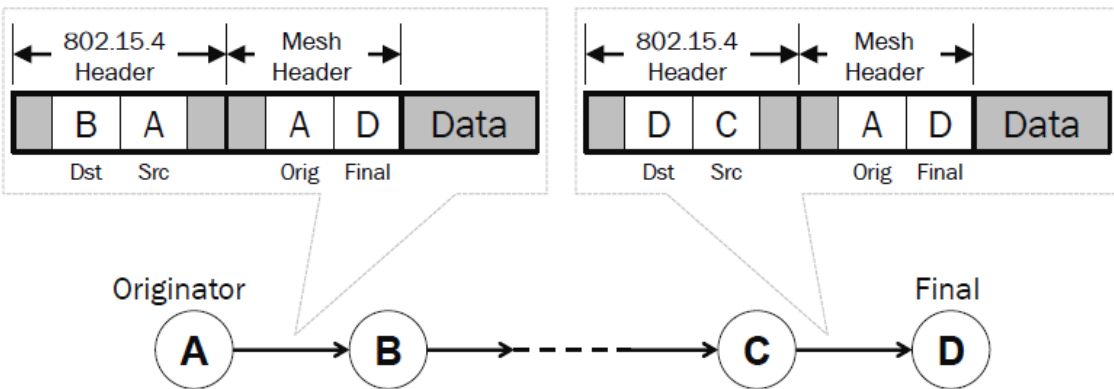 802.15.4 Header
Mesh Header
B A A D Data
Dst Src Orig Final
802.15.4 Header
Mesh Header
D C A D Data
Dst Src Orig Final
Originator
Final
A B C D